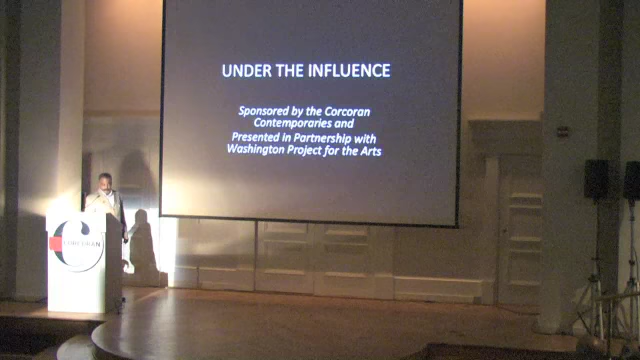 UNDER THE INFLUENCE
Sponsored by the Corcoran
Contemporaries and
Presented in Partnership with
Washington Project for the Arts
CORCORAN